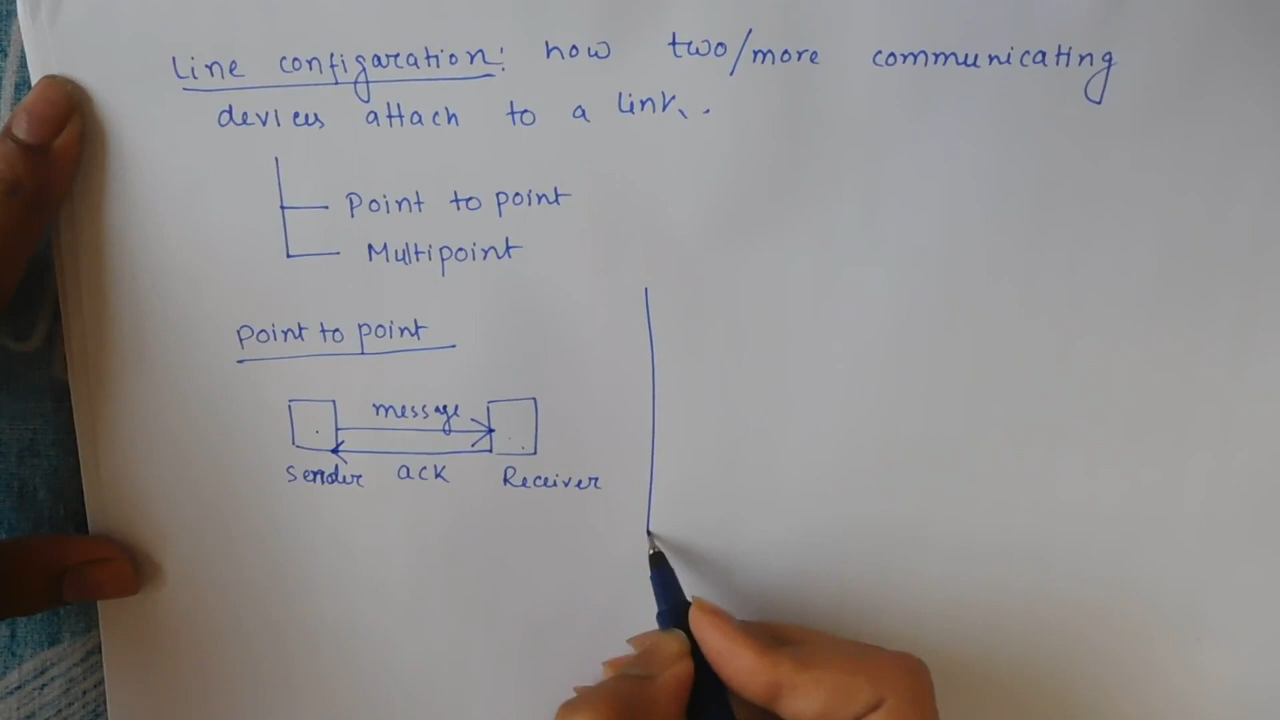 Line configaration: how two/more communicating
devices attach to a link.
Point to point
Multipoint
Point to point
message
Sender ack Receiver